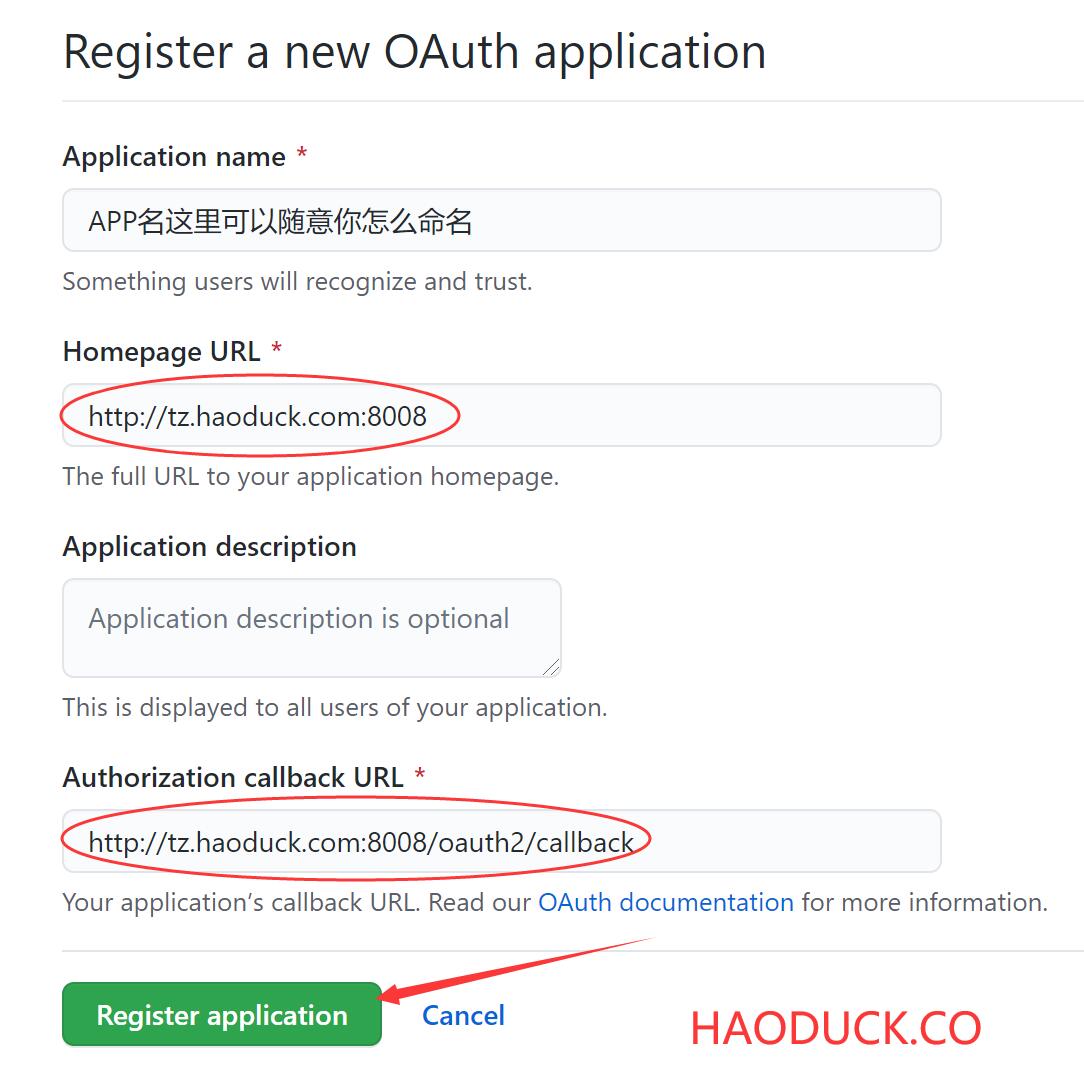 Register a new OAuth application
Application name *
APP名这里可以随意你怎么命名
Something users will recognize and trust.
Homepage URL *
http://tz.haoduck.com:8008
The full URL to your application homepage.
Application description
Application description is optional
This is displayed to all users of your application.
Authorization callback URL *
http://tz.haoduck.com:8008/oauth2/callback
Your application’s callback URL. Read our OAuth documentation for more information.
Register application Cancel
HAODUCK.CO